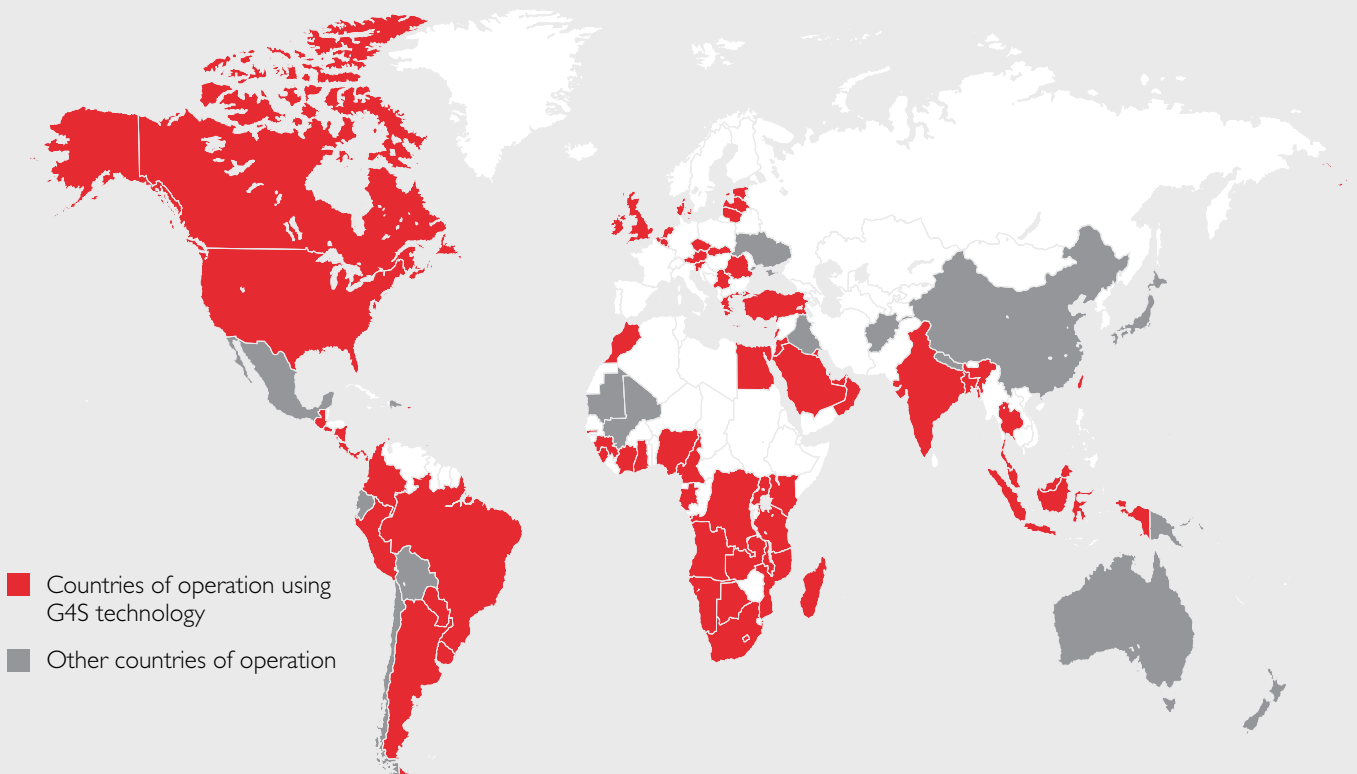 Countries of operation using
G4S technology
Other countries of operation